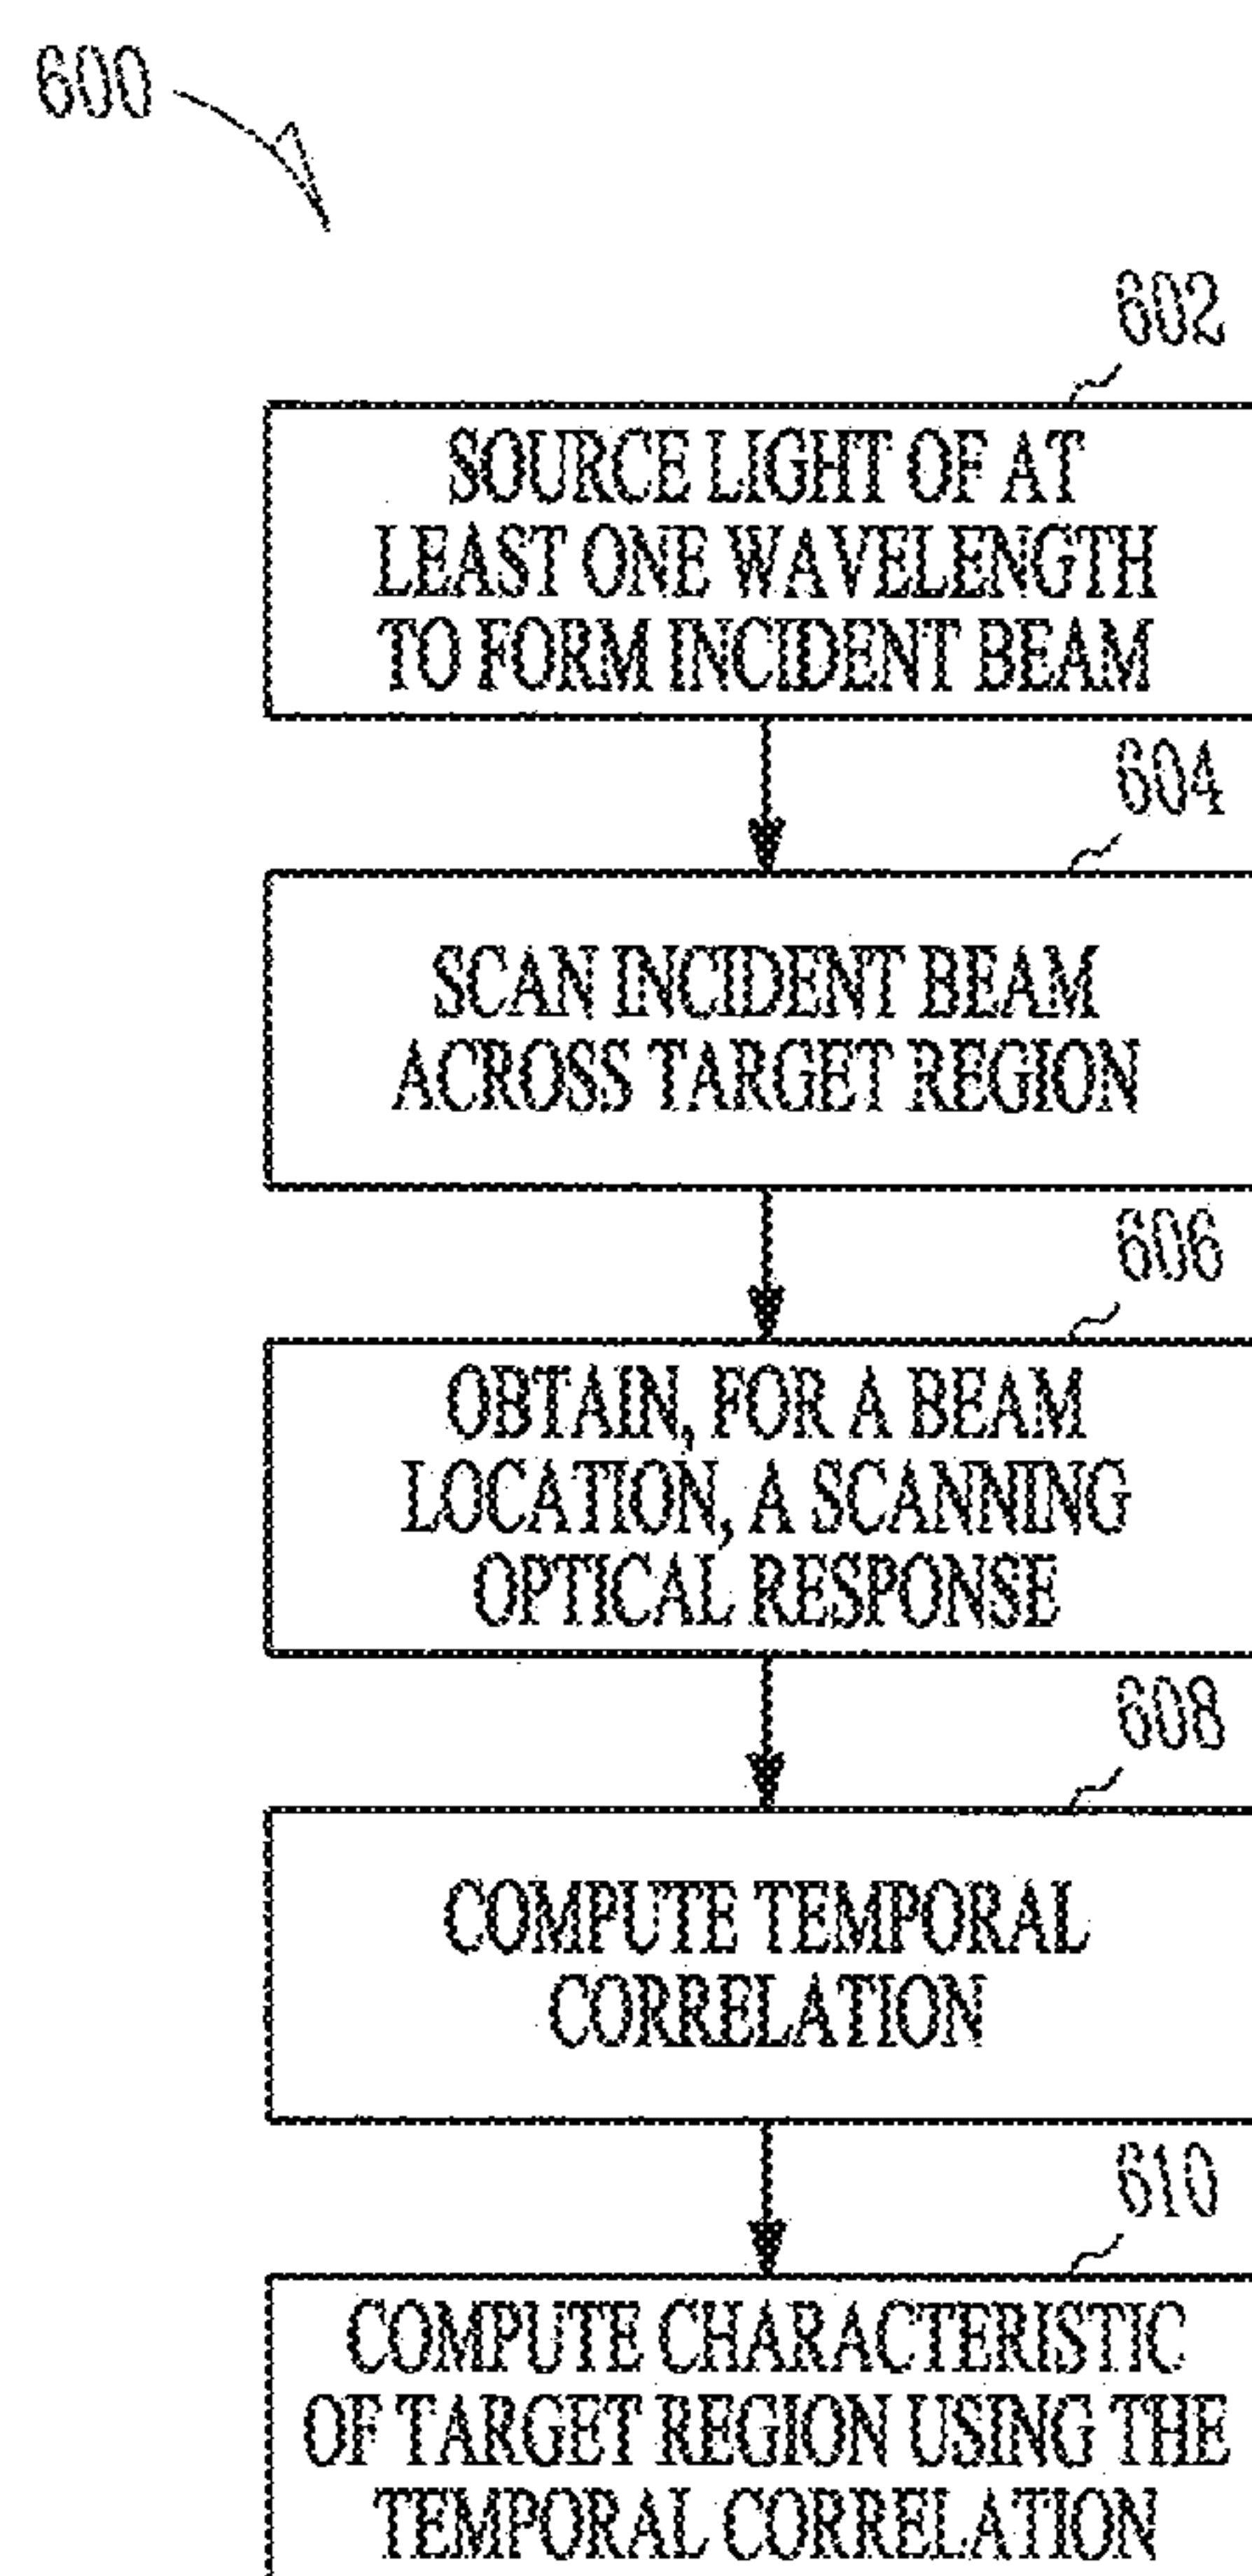 600
602
SOURCE LIGHT OF AT
LEAST ONE WAVELENGTH
TO FORM INCIDENT BEAM
604
SCAN INCIDENT BEAM
ACROSS TARGET REGION
606
OBTAIN, FOR A BEAM
LOCATION, A SCANNING
OPTICAL RESPONSE
608
COMPUTE TEMPORAL
CORRELATION
610
COMPUTE CHARACTERISTIC
OF TARGET REGION USING THE
TEMPORAL CORRELATION